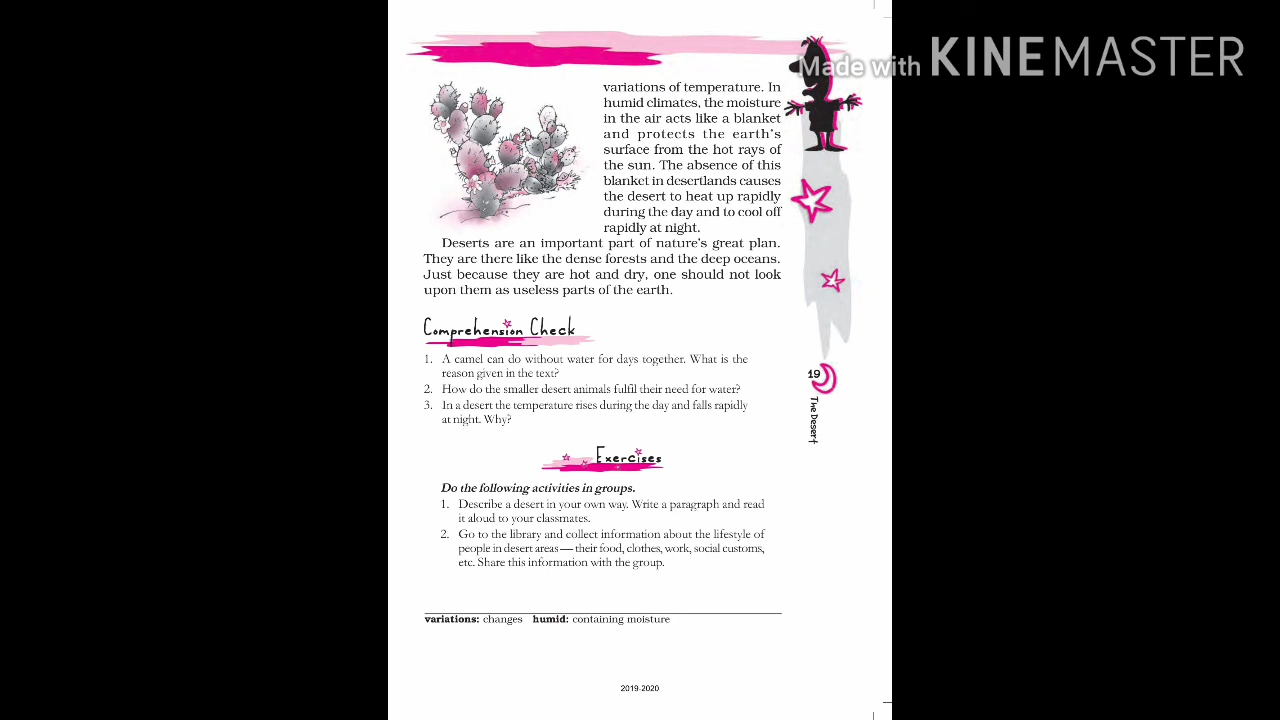 Made with KINEMASTER
variations of temperature. In
humid climates, the moisture
in the air acts like a blanket
and protects the earth's
surface from the hot rays of
the sun. The absence of this
blanket in desertlands causes
the desert to heat up rapidly
during the day and to cool off
rapidly at night.
Deserts are an important part of nature's great plan.
They are there like the dense forests and the deep oceans.
Just because they are hot and dry, one should not look
upon them as useless parts of the earth.
Comprehension Check
1. A camel can do without water for days together. What is the
reason given in the text?
2. How do the smaller desert animals fulfil their need for water?
3. In a desert the temperature rises during the day and falls rapidly
at night. Why?
19
The Desert
Exercises
Do the following activities in groups.
1. Describe a desert in your own way. Write a paragraph and read
it aloud to your classmates.
2. Go to the library and collect information about the lifestyle of
people in desert areas — their food, clothes, work, social customs,
etc. Share this information with the group.
variations: changes humid: containing moisture
2019-2020